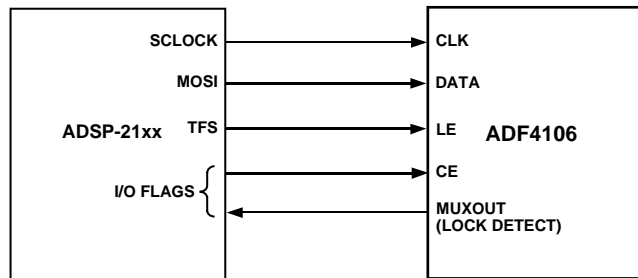 SCLOCK
CLK
MOSI
DATA
ADSP-21xx
TFS
LE
ADF4106
I/O FLAGS
CE
MUXOUT
(LOCK DETECT)